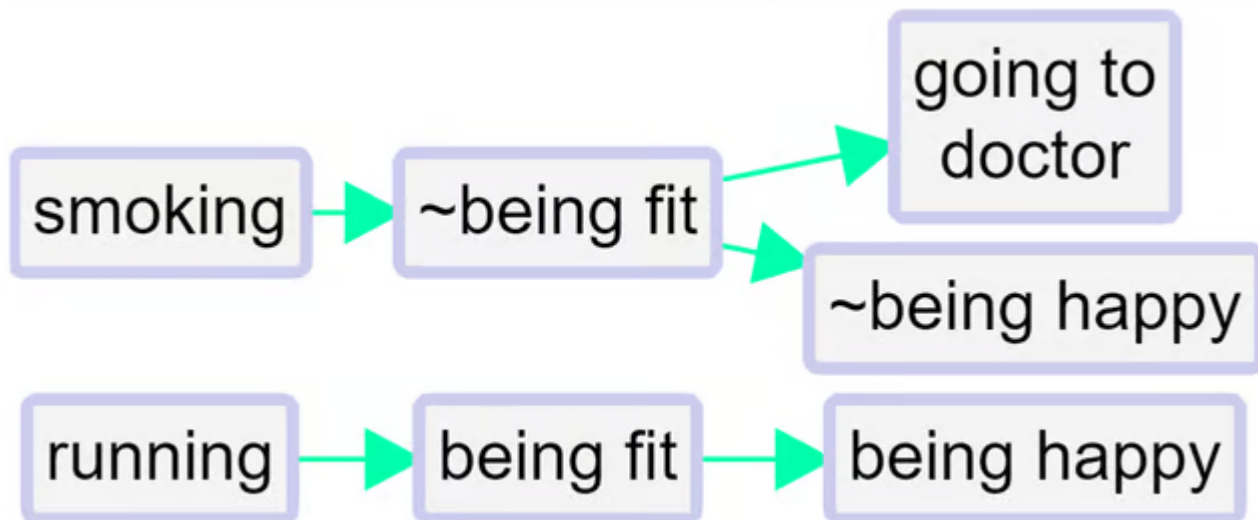 going to
doctor
smoking
~being fit
~being happy
running
being fit
being happy